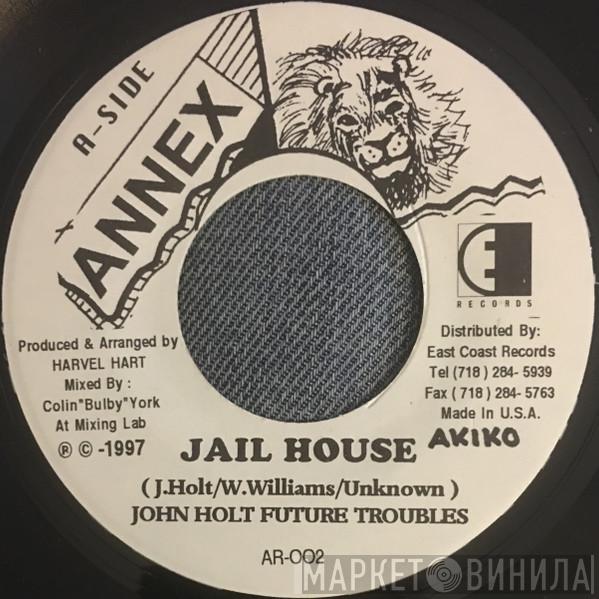 A-SIDE
ANNEX
E
RECORDS
Produced & Arranged by
HARVEL HART
Mixed By :
Colin"Bulby"York
At Mixing Lab
℗ © -1997
Distributed By:
East Coast Records
Tel (718) 284- 5939
Fax (718) 284- 5763
Made In U.S.A.
AKIKO
JAIL HOUSE
( J.Holt/W.Williams/Unknown )
JOHN HOLT FUTURE TROUBLES
AR-OO2
МАРКЕТ ВИНИЛА